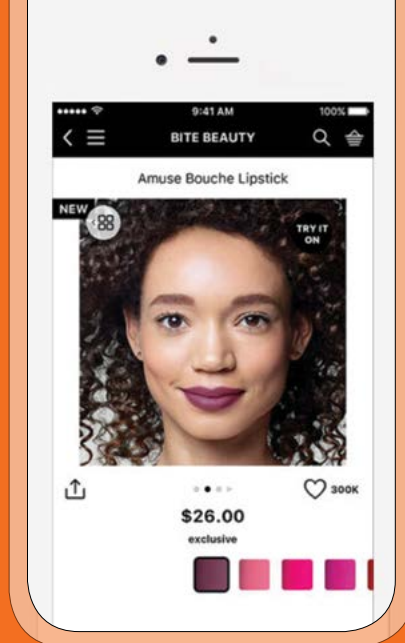 9:41 AM 100%
BITE BEAUTY
Amuse Bouche Lipstick
NEW
TRY IT
ON
300K
$26.00
exclusive